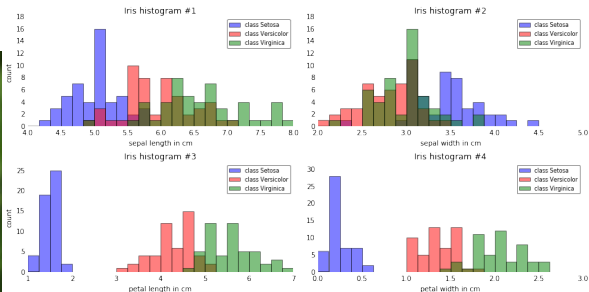 Iris histogram #1
18
16
14
12
10
8
6
4
2
0
count
class Setosa
class Versicolor
class Virginica
4.0 4.5 5.0 5.5 6.0 6.5 7.0 7.5 8.0
sepal length in cm
Iris histogram #2
18
16
14
12
10
8
6
4
2
0
class Setosa
class Versicolor
class Virginica
2.0 2.5 3.0 3.5 4.0 4.5 5.0
sepal width in cm
Iris histogram #3
25
20
15
10
5
0
count
class Setosa
class Versicolor
class Virginica
1 2 3 4 5 6 7
petal length in cm
Iris histogram #4
30
25
20
15
10
5
0
class Setosa
class Versicolor
class Virginica
0.0 0.5 1.0 1.5 2.0 2.5 3.0
petal width in cm